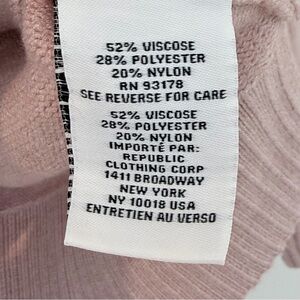 52% VISCOSE
28% POLYESTER
20% NYLON
RN 93178
SEE REVERSE FOR CARE
52% VISCOSE
28% POLYESTER
20% NYLON
IMPORTÉ PAR:
REPUBLIC
CLOTHING CORP
1411 BROADWAY
NEW YORK
NY 10018 USA
ENTRETIEN AU VERSO